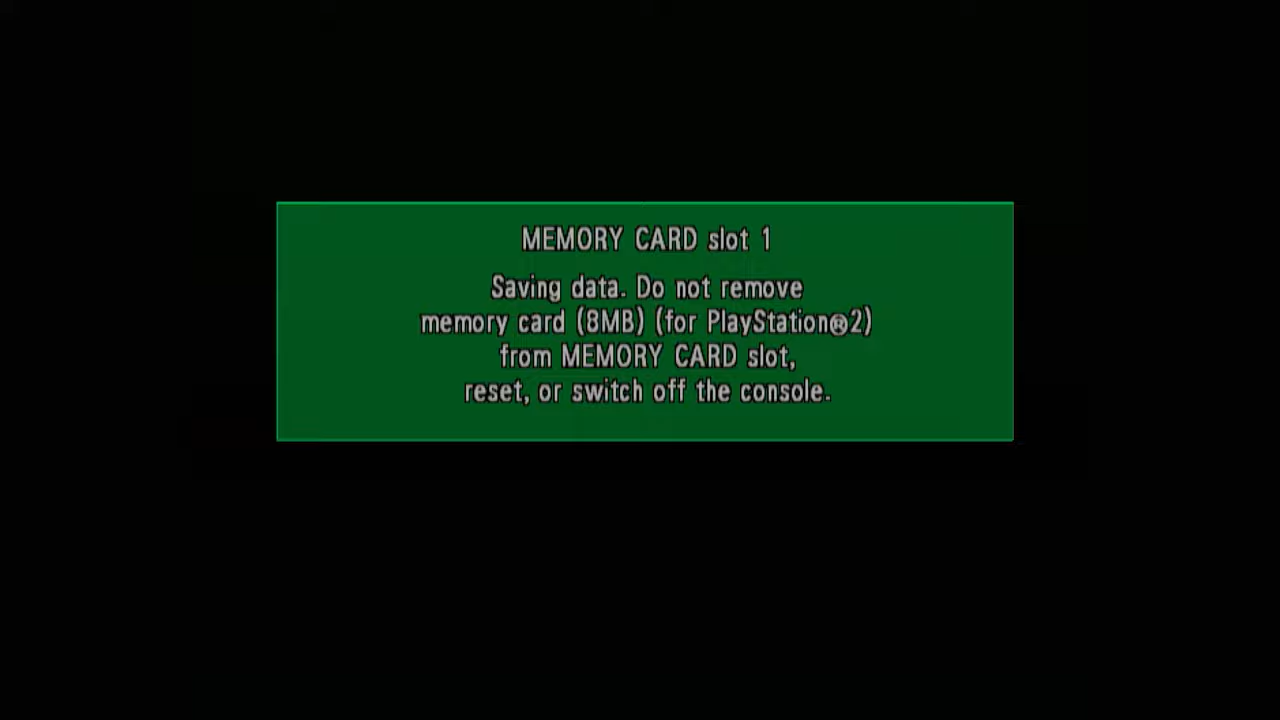 MEMORY CARD slot 1
Saving data. Do not remove
memory card (8MB) (for PlayStation®2)
from MEMORY CARD slot,
reset, or switch off the console.